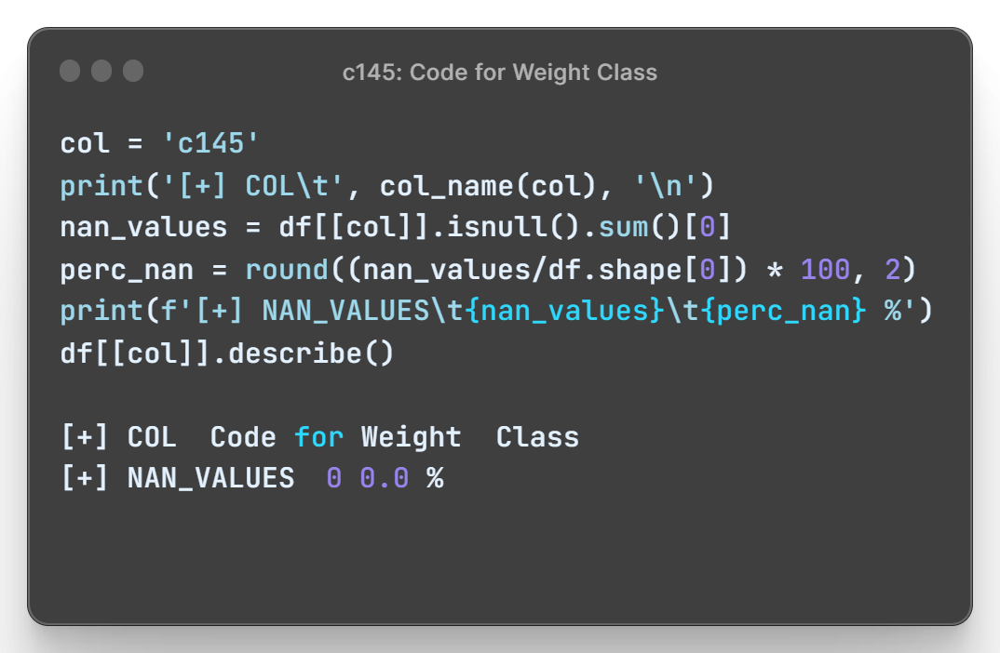 c145: Code for Weight Class
col = 'c145'
print('[+] COL\t', col_name(col), '\n')
nan_values = df[[col]].isnull().sum()[0]
perc_nan = round((nan_values/df.shape[0]) * 100, 2)
print(f'[+] NAN_VALUES\t{nan_values}\t{perc_nan} %')
df[[col]].describe()
[+] COL  Code for Weight  Class
[+] NAN_VALUES  0 0.0 %